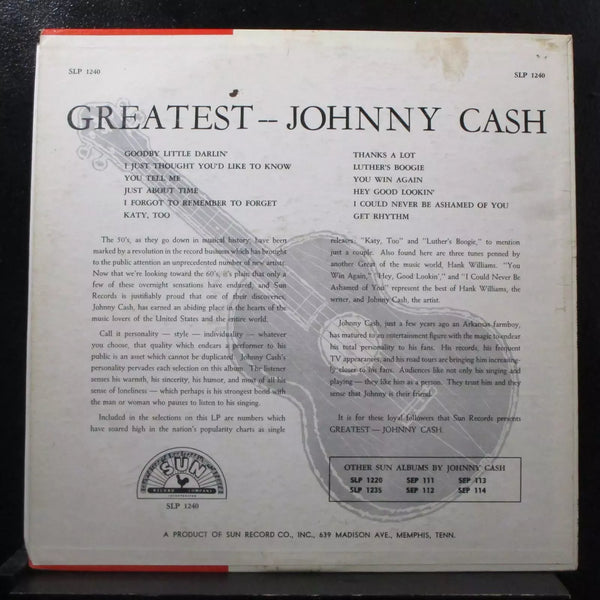 SLP 1240
SLP 1240
GREATEST -- JOHNNY CASH
GOODBY LITTLE DARLIN'
I JUST THOUGHT YOU'D LIKE TO KNOW
YOU TELL ME
JUST ABOUT TIME
I FORGOT TO REMEMBER TO FORGET
KATY, TOO
THANKS A LOT
LUTHER'S BOOGIE
YOU WIN AGAIN
HEY GOOD LOOKIN'
I COULD NEVER BE ASHAMED OF YOU
GET RHYTHM
The 50's, as they go down in musical history, have been
marked by a revolution in the record business which has brought
to the public attention an unprecedented number of new artists.
Now that we're looking toward the 60's, it's plain that only a
few of these overnight sensations have endured, and Sun
Records is justifiably proud that one of their discoveries,
Johnny Cash, has earned an abiding place in the hearts of the
music lovers of the United States and the entire world.
Call it personality — style — individuality — whatever
you choose, that quality which endears a performer to his
public is an asset which cannot be duplicated. Johnny Cash's
personality pervades each selection on this album. The listener
senses his warmth, his sincerity, his humor, and most of all his
sense of loneliness — which perhaps is his strongest bond with
the man or woman who pauses to listen to his singing.
Included in the selections on this LP are numbers which
have soared high in the nation's popularity charts as single
releases, "Katy, Too" and "Luther's Boogie," to mention
just a couple. Also found here are three tunes penned by
another Great of the music world, Hank Williams. "You
Win Again," "Hey, Good Lookin'," and "I Could Never Be
Ashamed of You" represent the best of Hank Williams, the
writer, and Johnny Cash, the artist.
Johnny Cash, just a few years ago an Arkansas farmboy,
has matured to an entertainment figure with the magic to endear
his total personality to his fans. His records, his frequent
TV appearances, and his road tours are bringing him increasing-
ly closer to his fans. Audiences like not only his singing and
playing — they like him as a person. They trust him and they
sense that Johnny is their friend.
It is for these loyal followers that Sun Records presents
GREATEST — JOHNNY CASH.
SUN
RECORD COMPANY
SLP 1240
OTHER SUN ALBUMS BY JOHNNY CASH
SLP 1220 SEP 111 SEP 113
SLP 1235 SEP 112 SEP 114
A PRODUCT OF SUN RECORD CO., INC., 639 MADISON AVE., MEMPHIS, TENN.